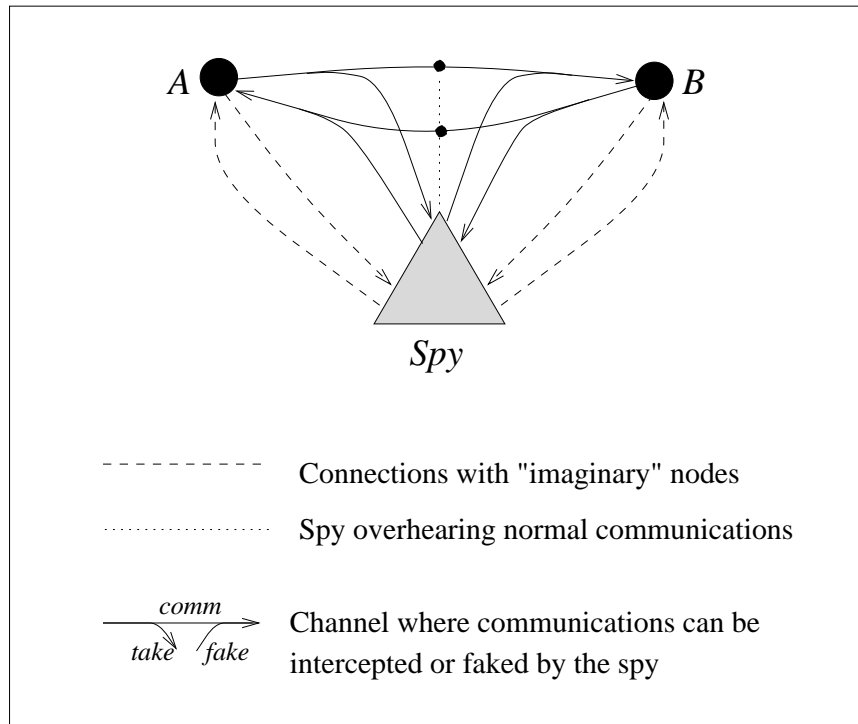 A
B
Spy
Connections with "imaginary" nodes
Spy overhearing normal communications
comm
take fake
Channel where communications can be
intercepted or faked by the spy